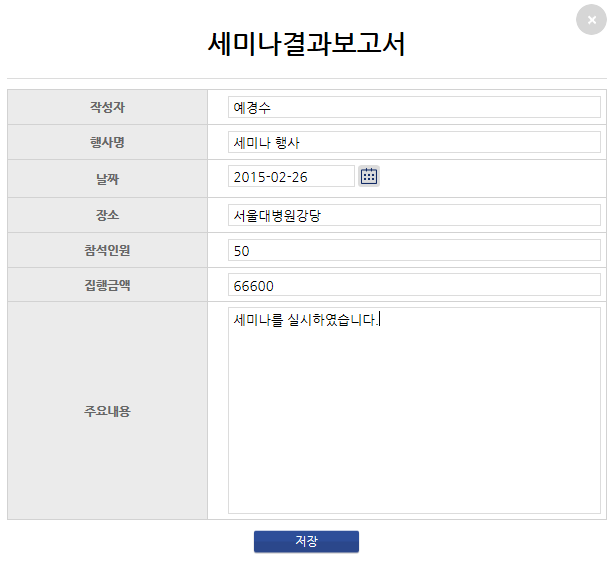 세미나결과보고서
작성자 예경수
행사명 세미나 행사
날짜 2015-02-26
장소 서울대병원강당
참석인원 50
집행금액 66600
주요내용 세미나를 실시하였습니다.
저장